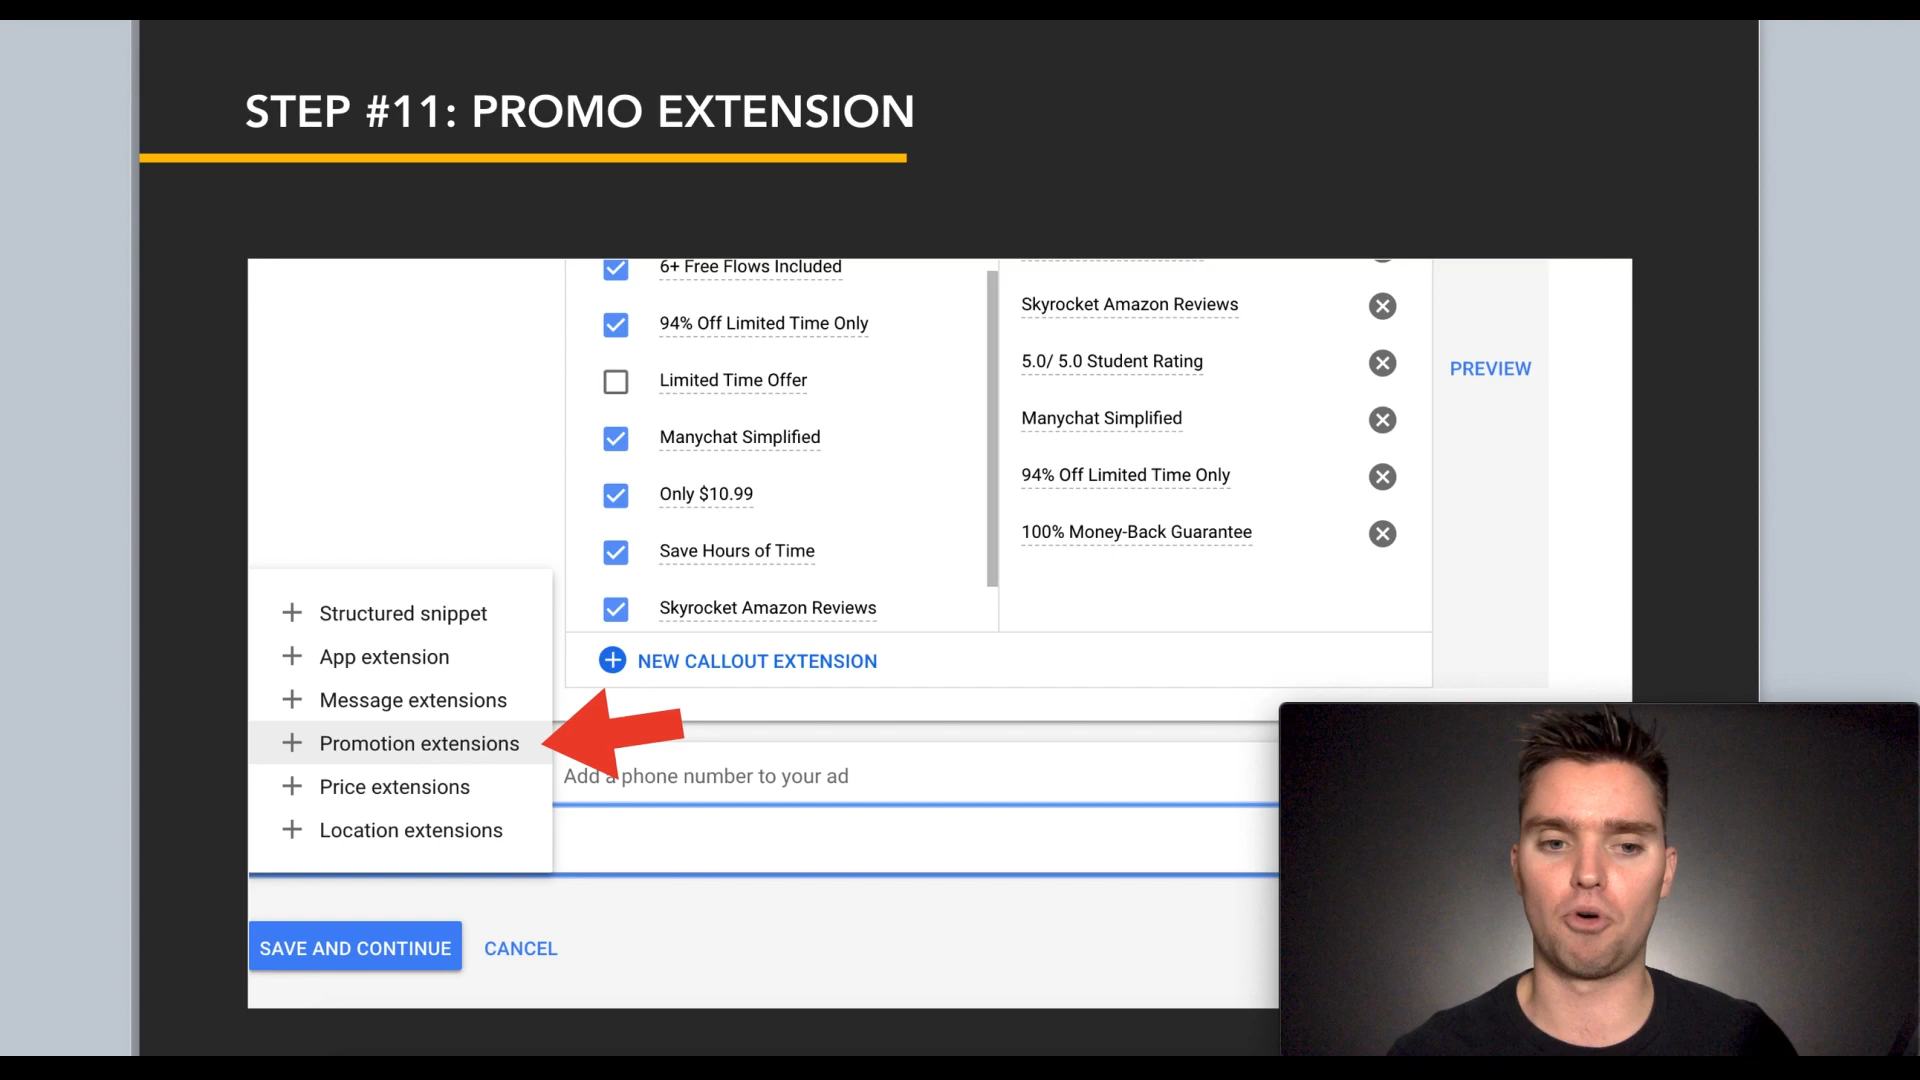 STEP #11: PROMO EXTENSION
6+ Free Flows Included
94% Off Limited Time Only
Limited Time Offer
Manychat Simplified
Only $10.99
Save Hours of Time
Skyrocket Amazon Reviews
Skyrocket Amazon Reviews
5.0/ 5.0 Student Rating
Manychat Simplified
94% Off Limited Time Only
100% Money-Back Guarantee
PREVIEW
NEW CALLOUT EXTENSION
Structured snippet
App extension
Message extensions
Promotion extensions
Price extensions
Location extensions
Add a phone number to your ad
SAVE AND CONTINUE
CANCEL